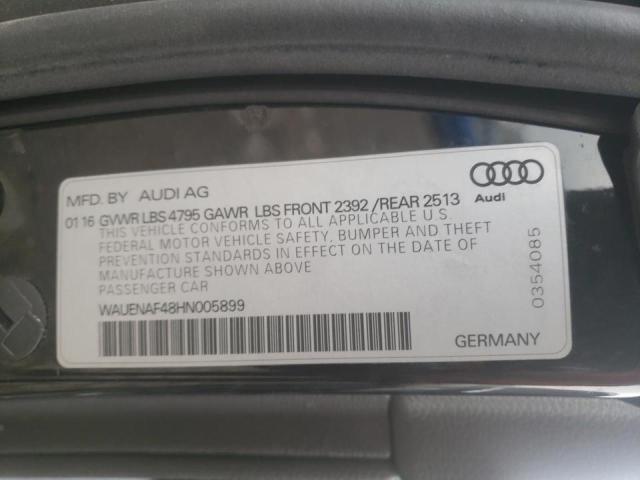 MFD. BY AUDI AG
01 16 GVWR LBS 4795 GAWR LBS FRONT 2392 /REAR 2513
THIS VEHICLE CONFORMS TO ALL APPLICABLE U.S.
FEDERAL MOTOR VEHICLE SAFETY, BUMPER AND THEFT
PREVENTION STANDARDS IN EFFECT ON THE DATE OF
MANUFACTURE SHOWN ABOVE
PASSENGER CAR
WAUENAF48HN005899
Audi
0354085
GERMANY